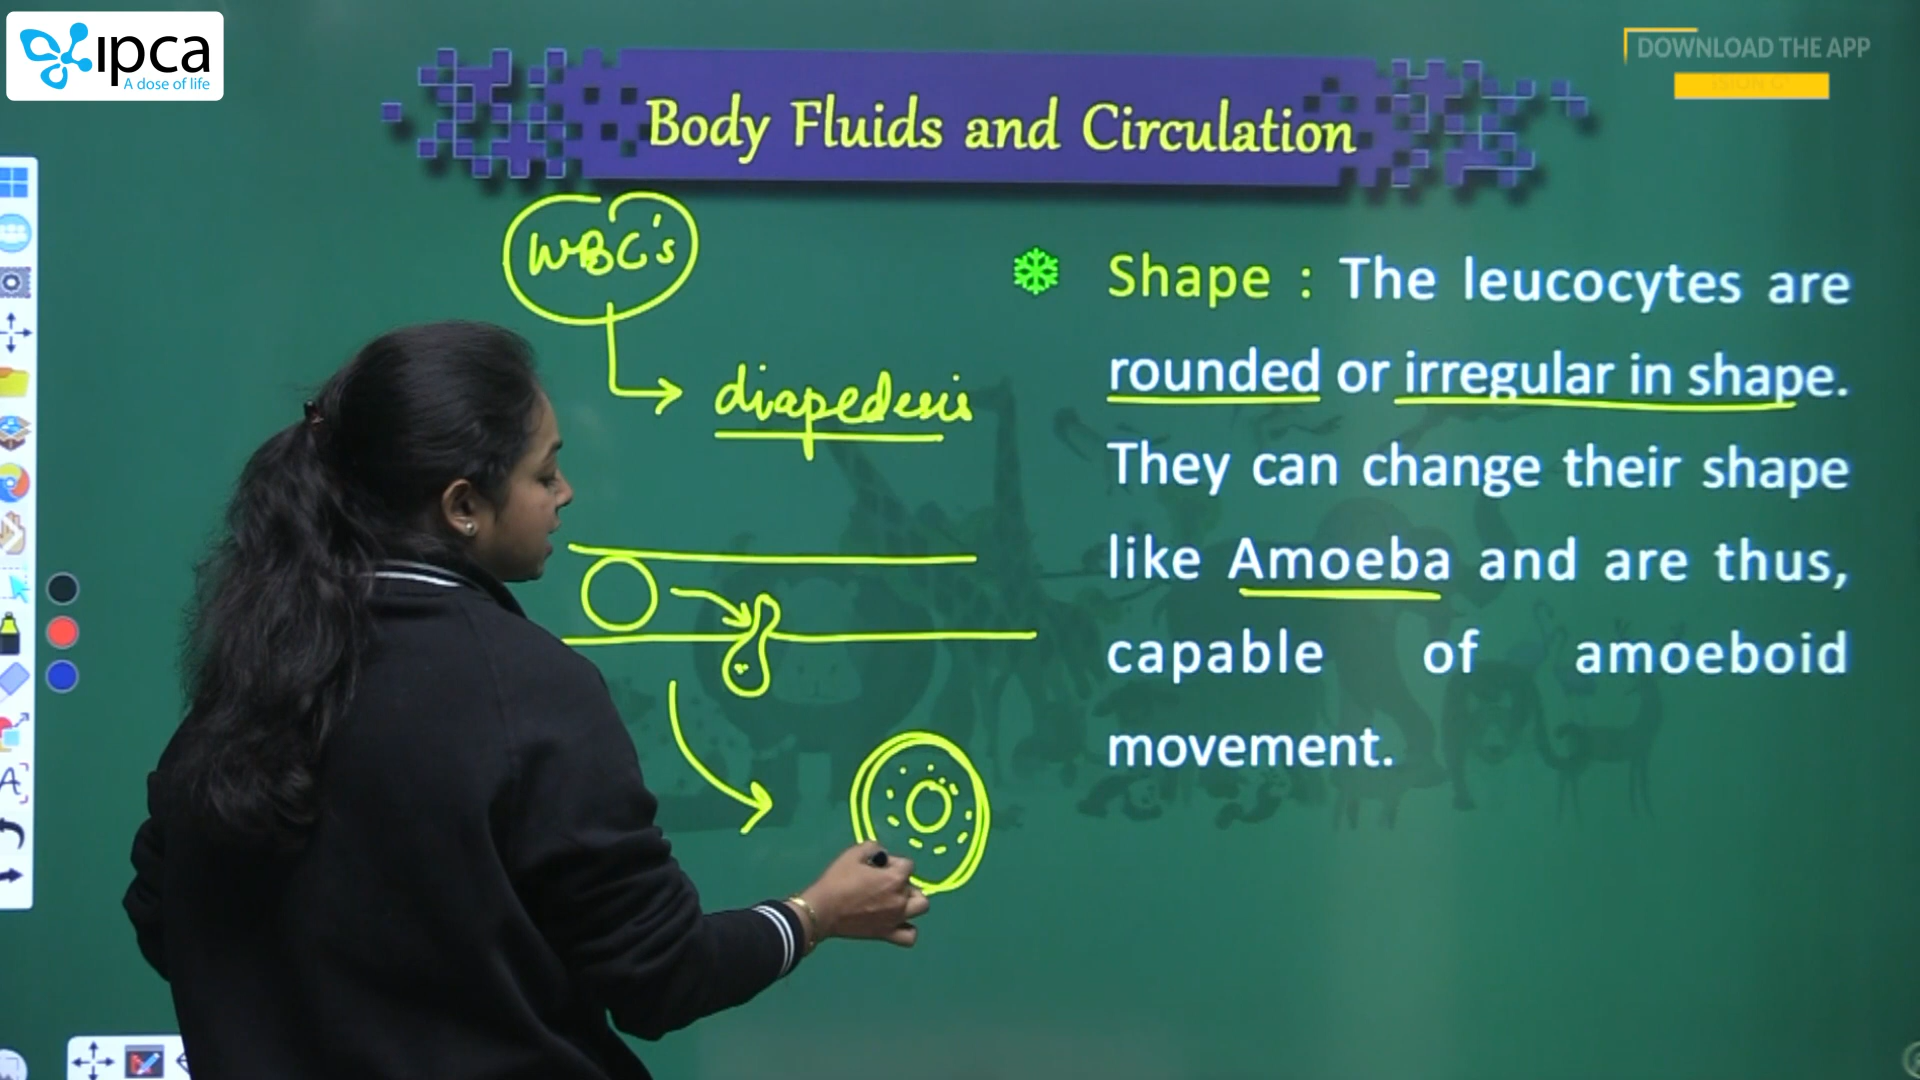 ipca
A dose of life
DOWNLOAD THE APP
Body Fluids and Circulation
WBC's
diapedesis
Shape : The leucocytes are
rounded or irregular in shape.
They can change their shape
like Amoeba and are thus,
capable of amoeboid
movement.